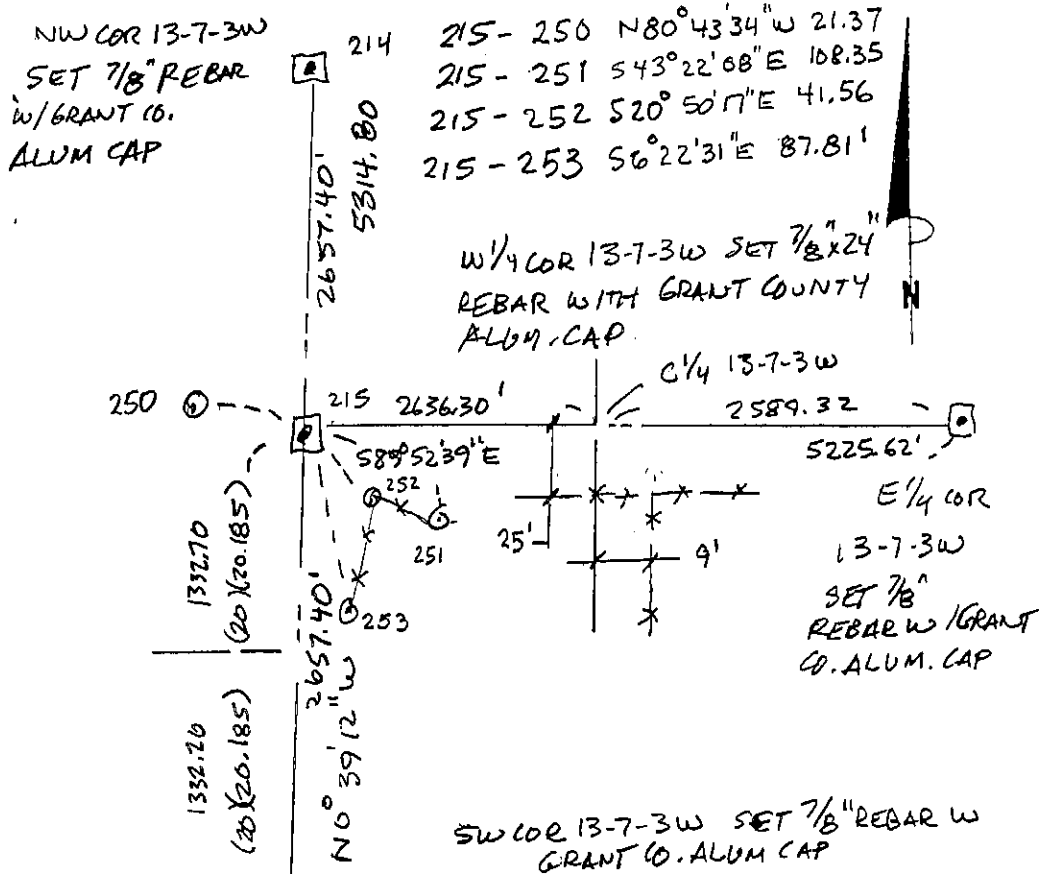 NW COR 13-7-3W
SET 7/8" REBAR
W/GRANT CO.
ALUM CAP
214
215 - 250 N80°43'34"W 21.37
215 - 251 S43°22'08"E 108.35
215 - 252 S20°50'17"E 41.56
215 - 253 S6°22'31"E 87.81'
2657.40'
5314.80
W 1/4 COR 13-7-3W SET 7/8"x24"
REBAR WITH GRANT COUNTY
ALUM. CAP
N
C 1/4 13-7-3W
250
215
2636.30'
2589.32
S89°52'39"E
5225.62'
252
251
253
25'
9'
E 1/4 COR
13-7-3W
SET 7/8"
REBAR W/GRANT
CO. ALUM. CAP
1332.70
(20)(20.185)
2657.40'
N0°39'12"W
1332.20
(20)(20.185)
SW COR 13-7-3W SET 7/8" REBAR W
GRANT CO. ALUM CAP